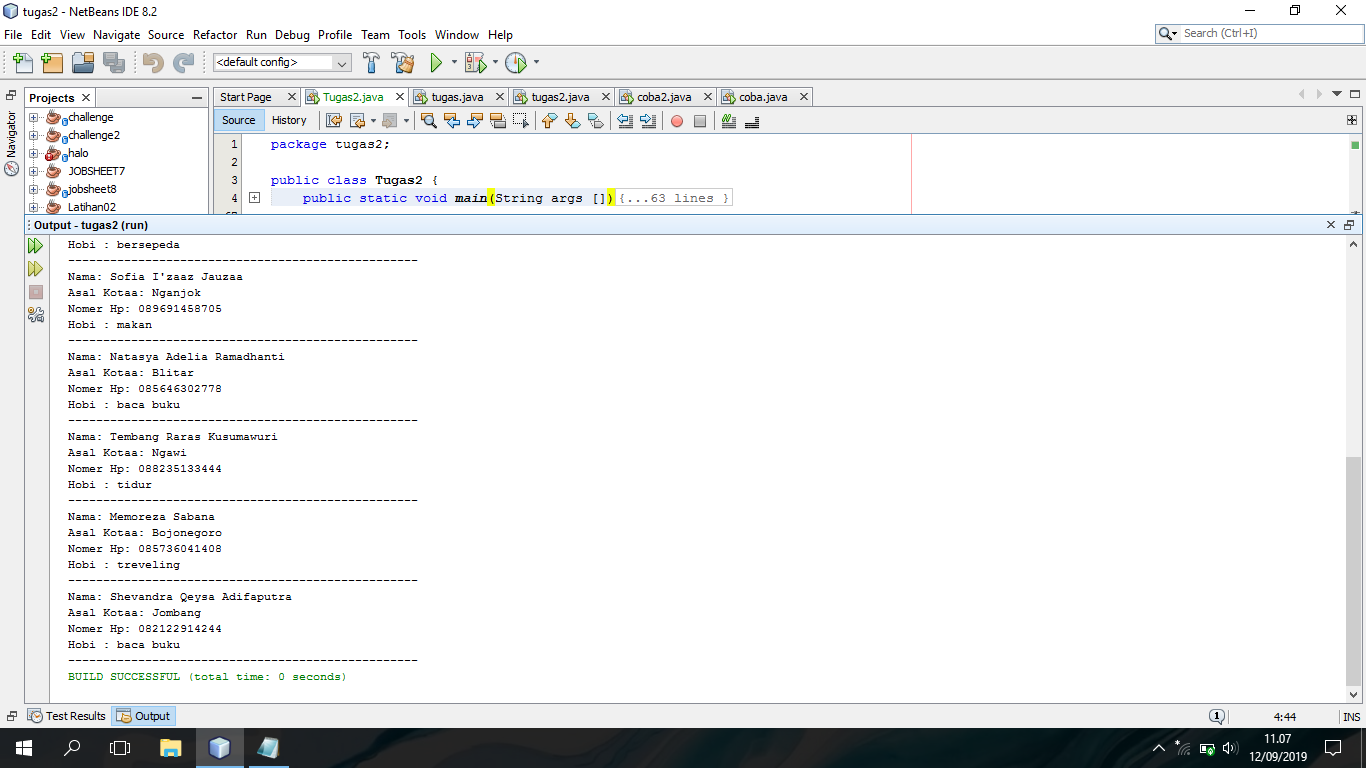 tugas2 - NetBeans IDE 8.2
File Edit View Navigate Source Refactor Run Debug Profile Team Tools Window Help
Search (Ctrl+I)
<default config>
Projects
Start Page Tugas2.java tugas.java tugas2.java coba2.java coba.java
Navigator
challenge
challenge2
halo
JOBSHEET7
jobsheet8
Latihan02
Source History
1 package tugas2;
2
3 public class Tugas2 {
4 public static void main(String args []) {...63 lines }
Output - tugas2 (run)
Hobi : bersepeda
--------------------------------------------------
Nama: Sofia I'zaaz Jauzaa
Asal Kotaa: Nganjok
Nomer Hp: 089691458705
Hobi : makan
--------------------------------------------------
Nama: Natasya Adelia Ramadhanti
Asal Kotaa: Blitar
Nomer Hp: 085646302778
Hobi : baca buku
--------------------------------------------------
Nama: Tembang Raras Kusumawuri
Asal Kotaa: Ngawi
Nomer Hp: 088235133444
Hobi : tidur
--------------------------------------------------
Nama: Memoreza Sabana
Asal Kotaa: Bojonegoro
Nomer Hp: 085736041408
Hobi : treveling
--------------------------------------------------
Nama: Shevandra Qeysa Adifaputra
Asal Kotaa: Jombang
Nomer Hp: 082122914244
Hobi : baca buku
--------------------------------------------------
BUILD SUCCESSFUL (total time: 0 seconds)
Test Results Output
1
4:44 INS
11.07
12/09/2019